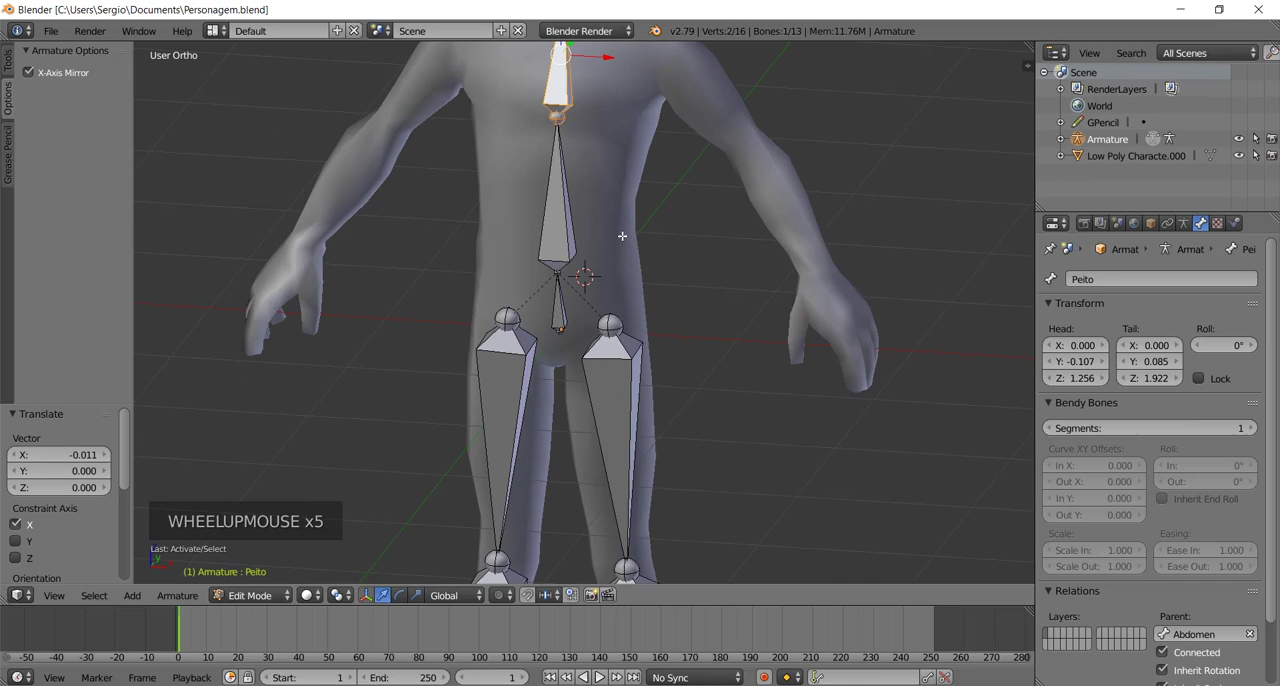 Blender [C:\Users\Sergio\Documents\Personagem.blend]
File Render Window Help Default Scene Blender Render v2.79 | Verts:2/16 | Bones:1/13 | Mem:11.76M | Armature
Tools
Options
Grease Pencil
Armature Options
X-Axis Mirror
User Ortho
View Search All Scenes
Scene
RenderLayers
World
GPencil
Armature
Low Poly Characte.000
Armat Armat Pei
Peito
Transform
Head: Tail: Roll:
X: 0.000 X: 0.000 0°
Y: -0.107 Y: 0.085
Z: 1.256 Z: 1.922 Lock
Bendy Bones
Segments: 1
Curve XY Offsets: Roll:
In X: 0.000 In: 0°
Out X: 0.000 Out: 0°
In Y: 0.000 Inherit End Roll
Out Y: 0.000
Scale: Easing:
Scale In: 1.000 Ease In: 1.000
Scale Out: 1.000 Ease Out: 1.000
Relations
Layers: Parent:
Abdomen
Connected
Inherit Rotation
Translate
Vector
X: -0.011
Y: 0.000
Z: 0.000
Constraint Axis
X
Y
Z
Orientation
WHEELUPMOUSE x5
Last: Activate/Select
y
(1) Armature : Peito
View Select Add Armature Edit Mode Global
-50 -40 -30 -20 -10 0 10 20 30 40 50 60 70 80 90 100 110 120 130 140 150 160 170 180 190 200 210 220 230 240 250 260 270 280
View Marker Frame Playback Start: 1 End: 250 1 No Sync